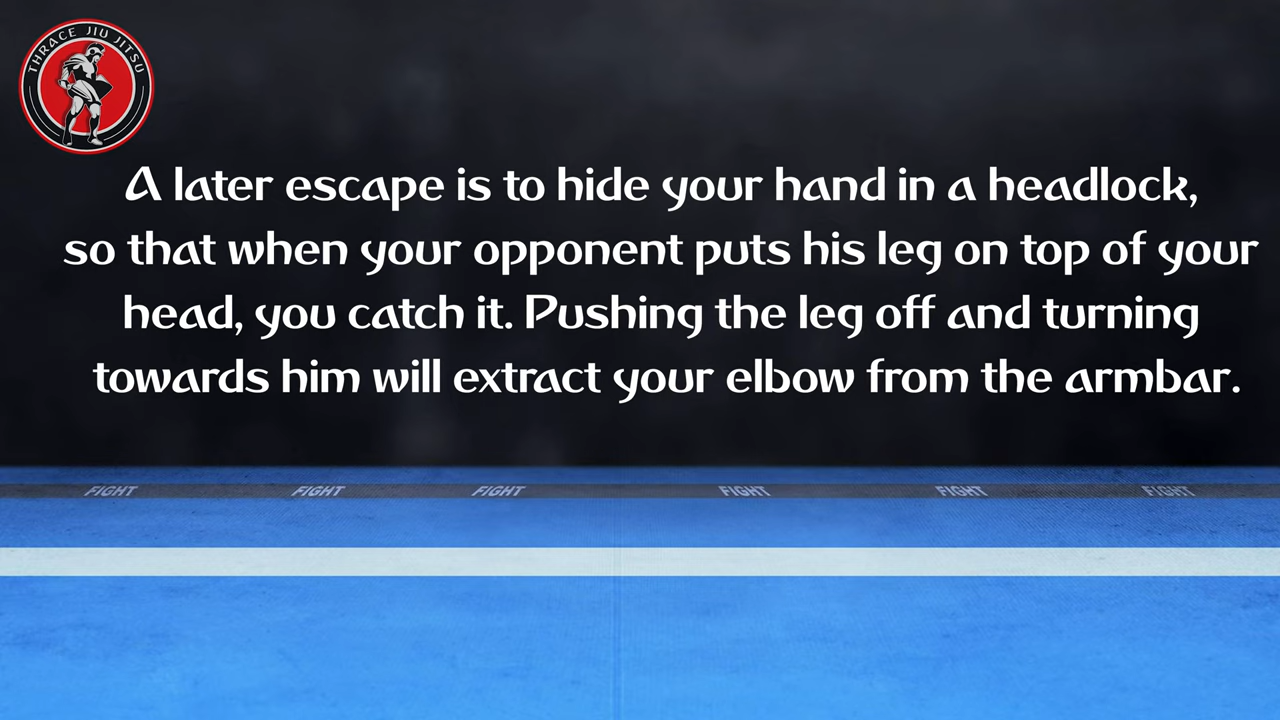 THRACE JIU JITSU
A later escape is to hide your hand in a headlock,
so that when your opponent puts his leg on top of your
head, you catch it. Pushing the leg off and turning
towards him will extract your elbow from the armbar.
FIGHT FIGHT FIGHT FIGHT FIGHT FIGHT